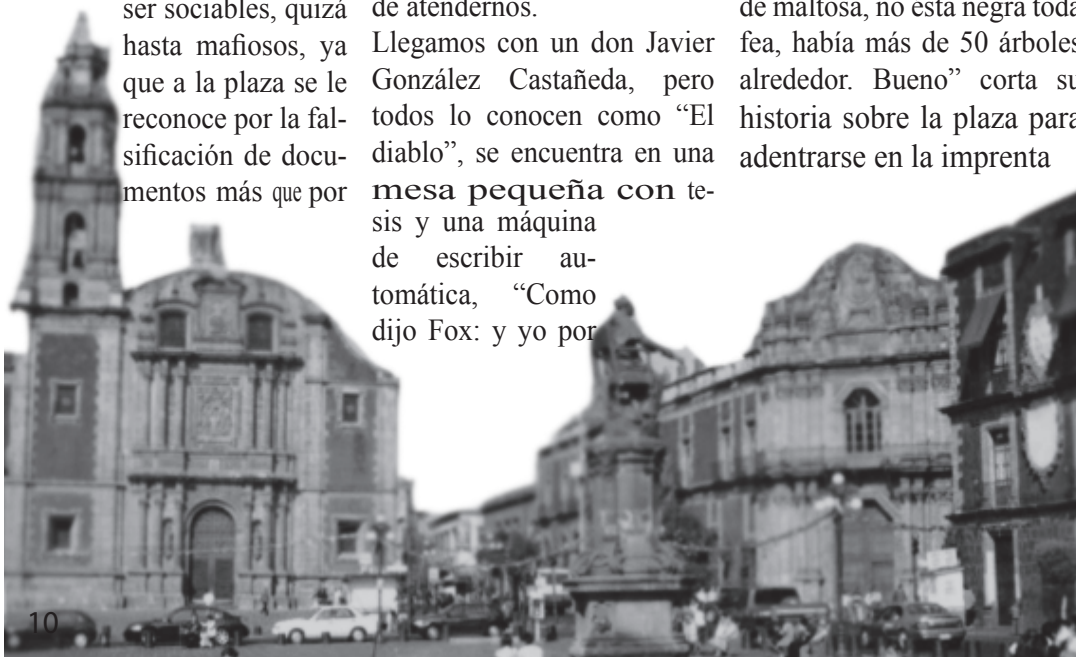 ser sociables, quizá
hasta mafiosos, ya
que a la plaza se le
reconoce por la fal-
sificación de docu-
mentos más que por
de atendernos.
Llegamos con un don Javier
González Castañeda, pero
todos lo conocen como “El
diablo”, se encuentra en una
mesa pequeña con te-
sis y una máquina
de escribir au-
tomática, “Como
dijo Fox: y yo por
de maltosa, no esta negra toda
fea, había más de 50 árboles
alrededor. Bueno” corta su
historia sobre la plaza para
adentrarse en la imprenta
10